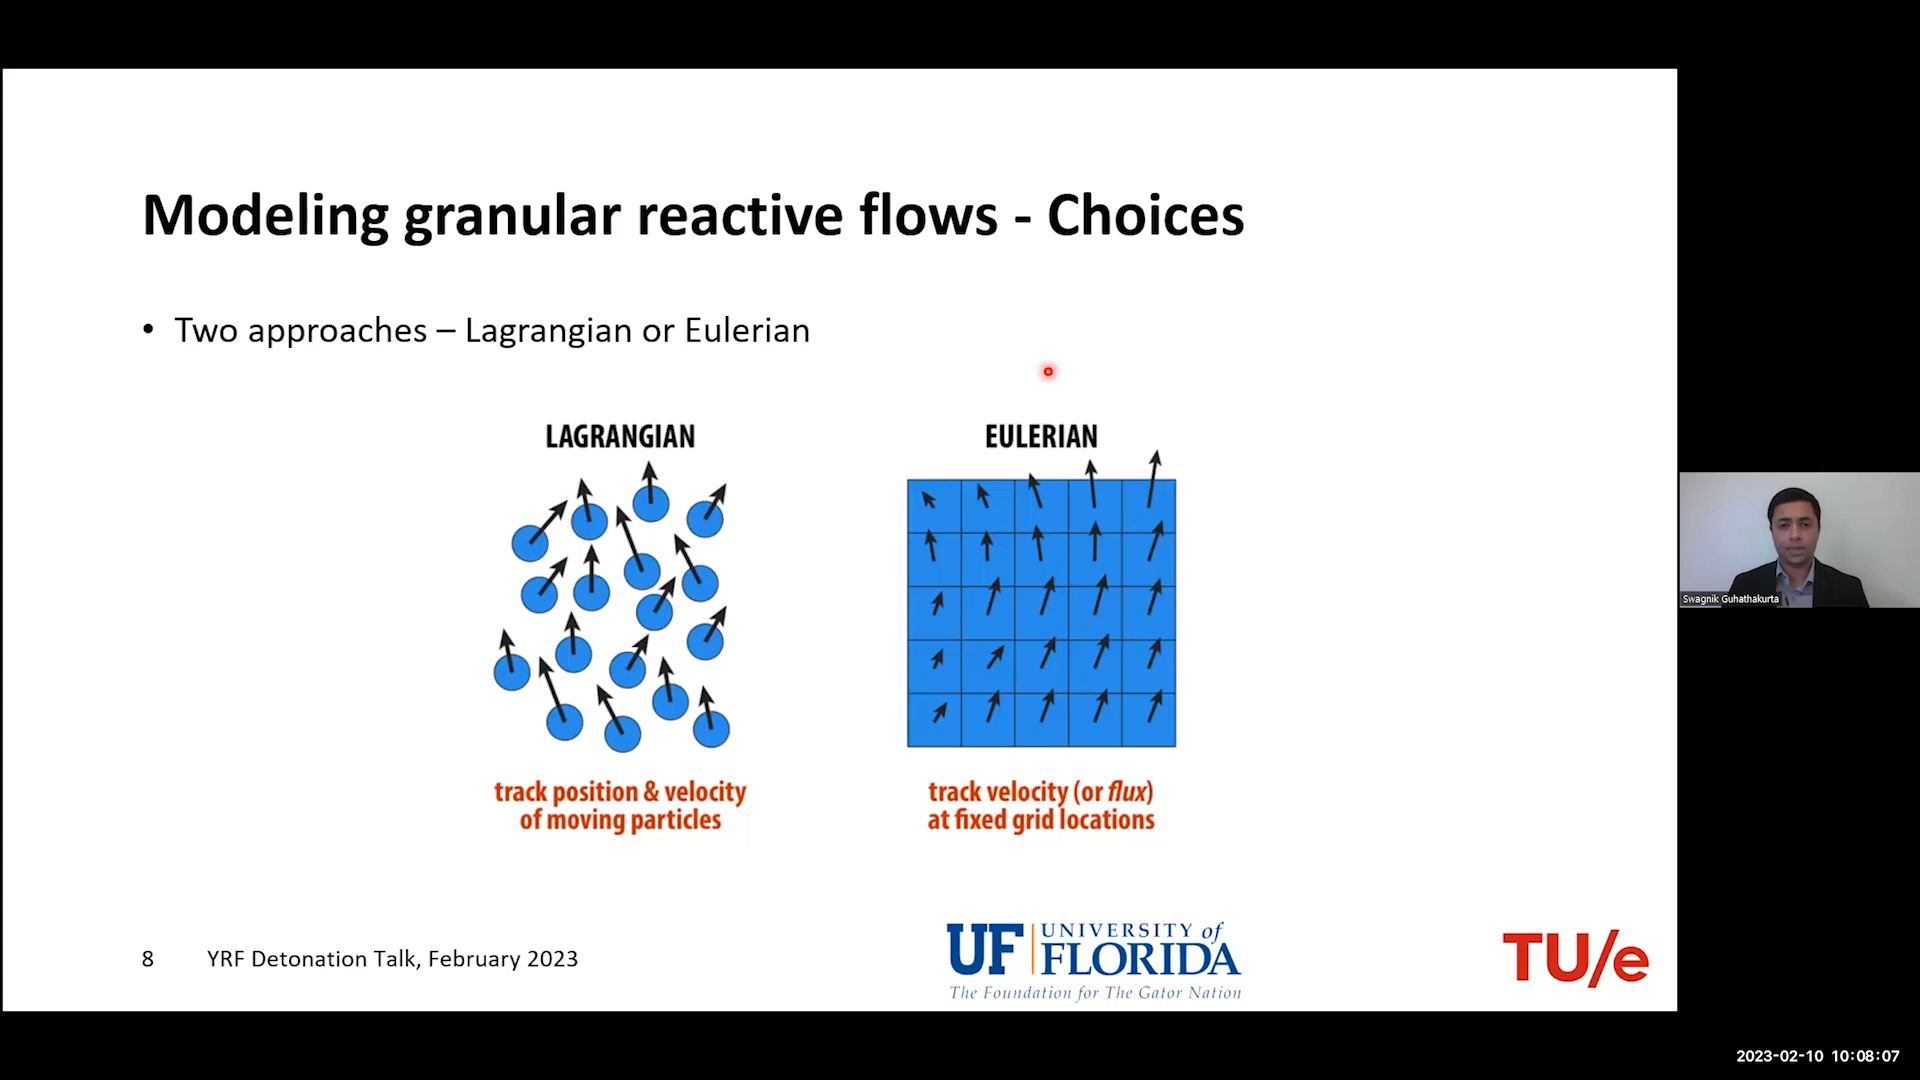 Modeling granular reactive flows - Choices
• Two approaches – Lagrangian or Eulerian
LAGRANGIAN
EULERIAN
track position & velocity
of moving particles
track velocity (or flux)
at fixed grid locations
Swagnik Guhathakurta
8
YRF Detonation Talk, February 2023
UF UNIVERSITY of
FLORIDA
The Foundation for The Gator Nation
TU/e
2023-02-10 10:08:07